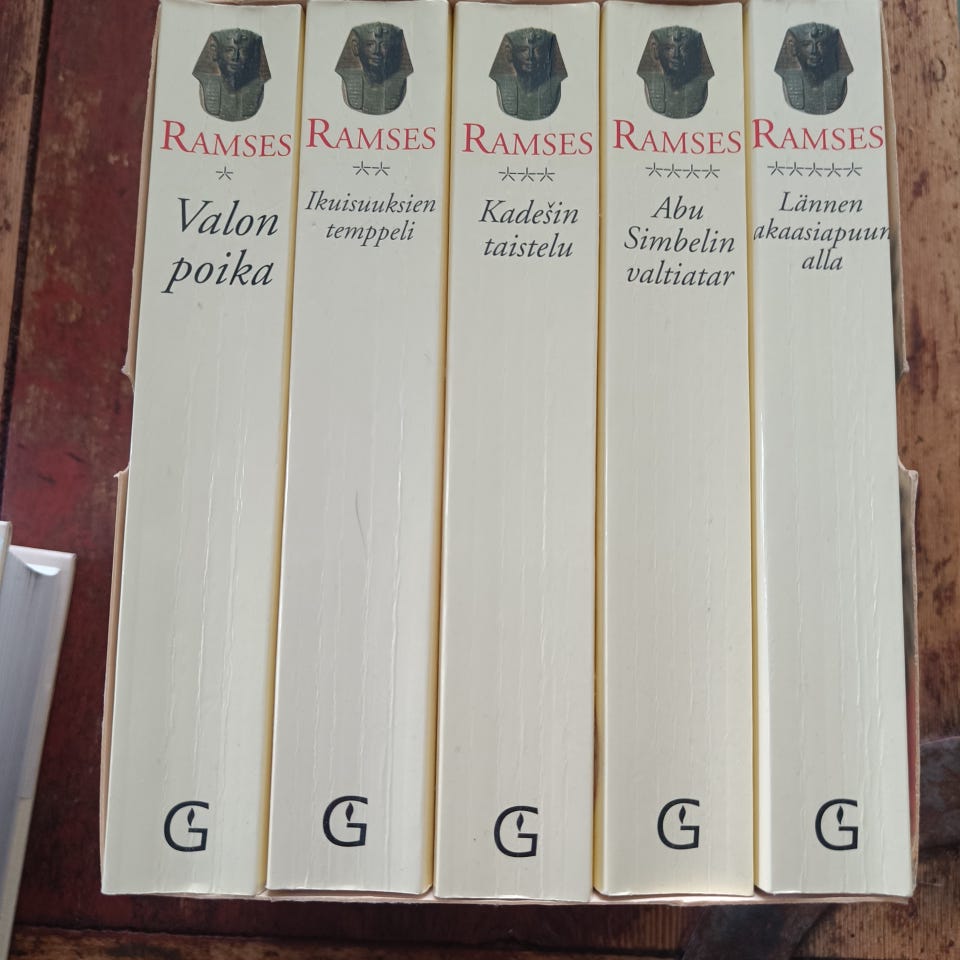 RAMSES
*
Valon
poika
G
RAMSES
**
Ikuisuuksien
temppeli
G
RAMSES
***
Kadešin
taistelu
G
RAMSES
****
Abu
Simbelin
valtiatar
G
RAMSES
*****
Lännen
akaasiapuun
alla
G